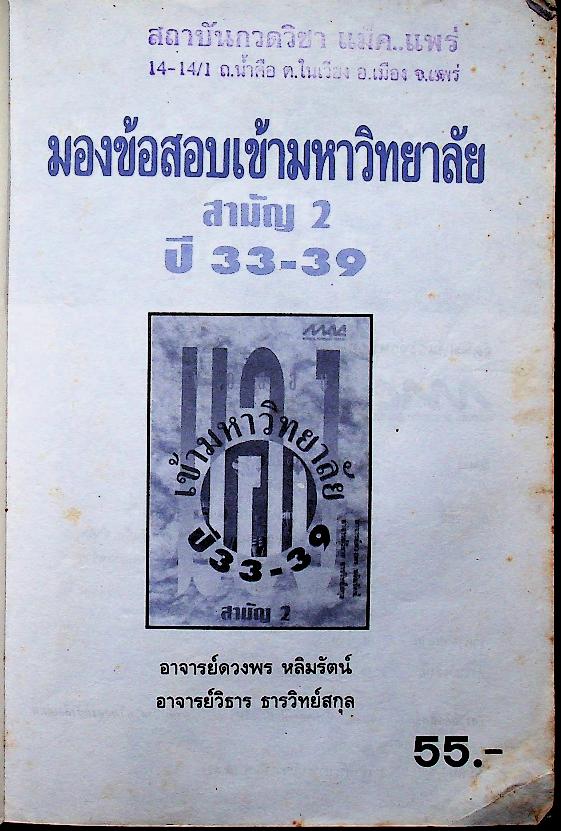 สถาบันกวดวิชา แม็ค..แพร่
14-14/1 ถ.น้ำคือ ต.ในเวียง อ.เมือง จ.แพร่
มองข้อสอบเข้ามหาวิทยาลัย
สามัญ 2
ปี 33-39
MAC
เข้ามหาวิทยาลัย
ปี 33-39
สามัญ 2
อาจารย์ดวงพร หลิมรัตน์
อาจารย์วิธาร ธารวิทย์สกุล
55.-